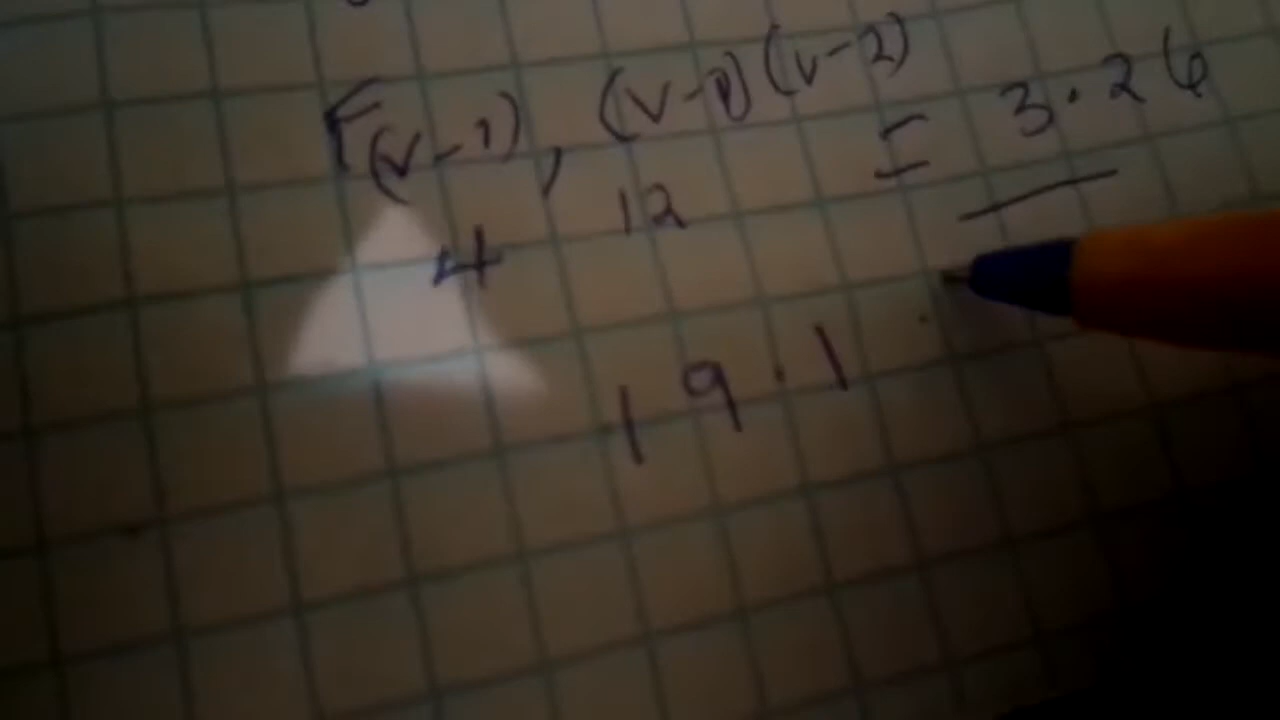 F(v-1), (v-1)(v-2) = 3.26
4 12
19.1